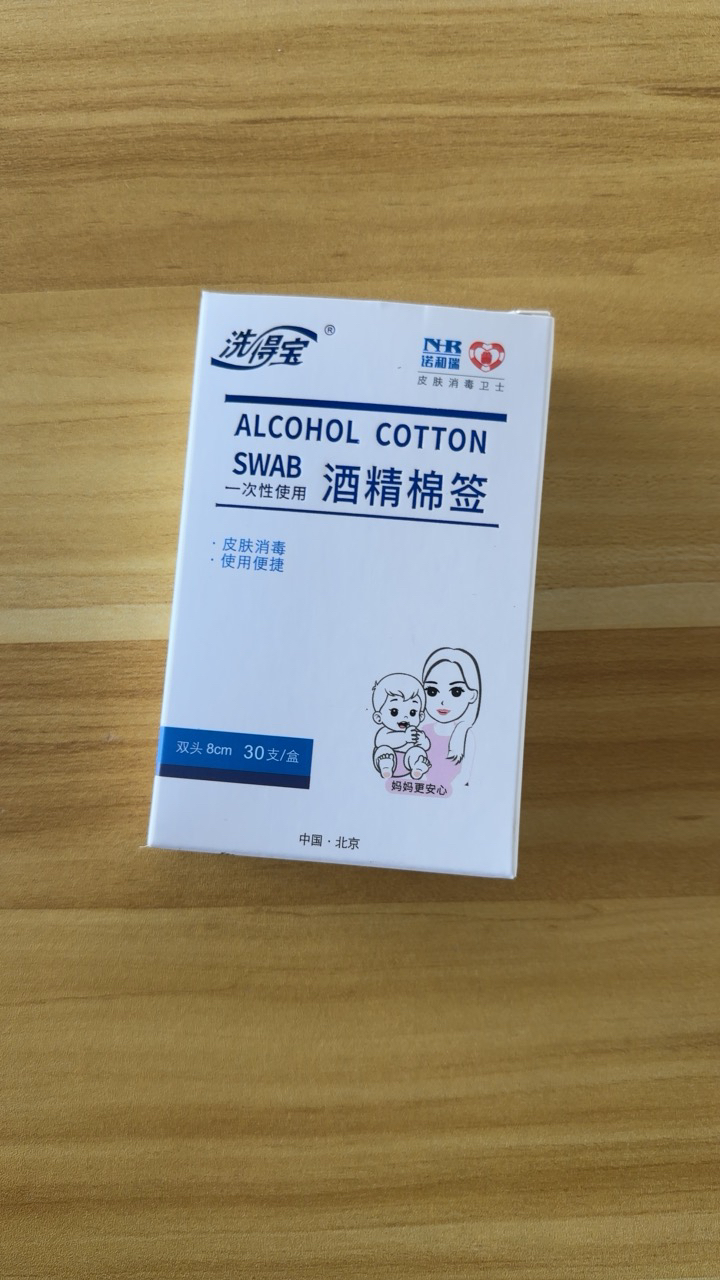 洗得宝®
N-R
诺和瑞
皮肤消毒卫士
ALCOHOL COTTON
SWAB
一次性使用 酒精棉签
· 皮肤消毒
· 使用便捷
双头 8cm 30支/盒
妈妈更安心
中国 · 北京